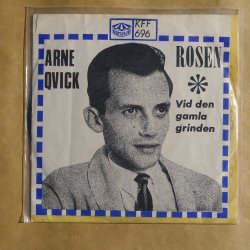 KFF
696
ARNE
QVICK
ROSEN
Vid den
gamla
grinden